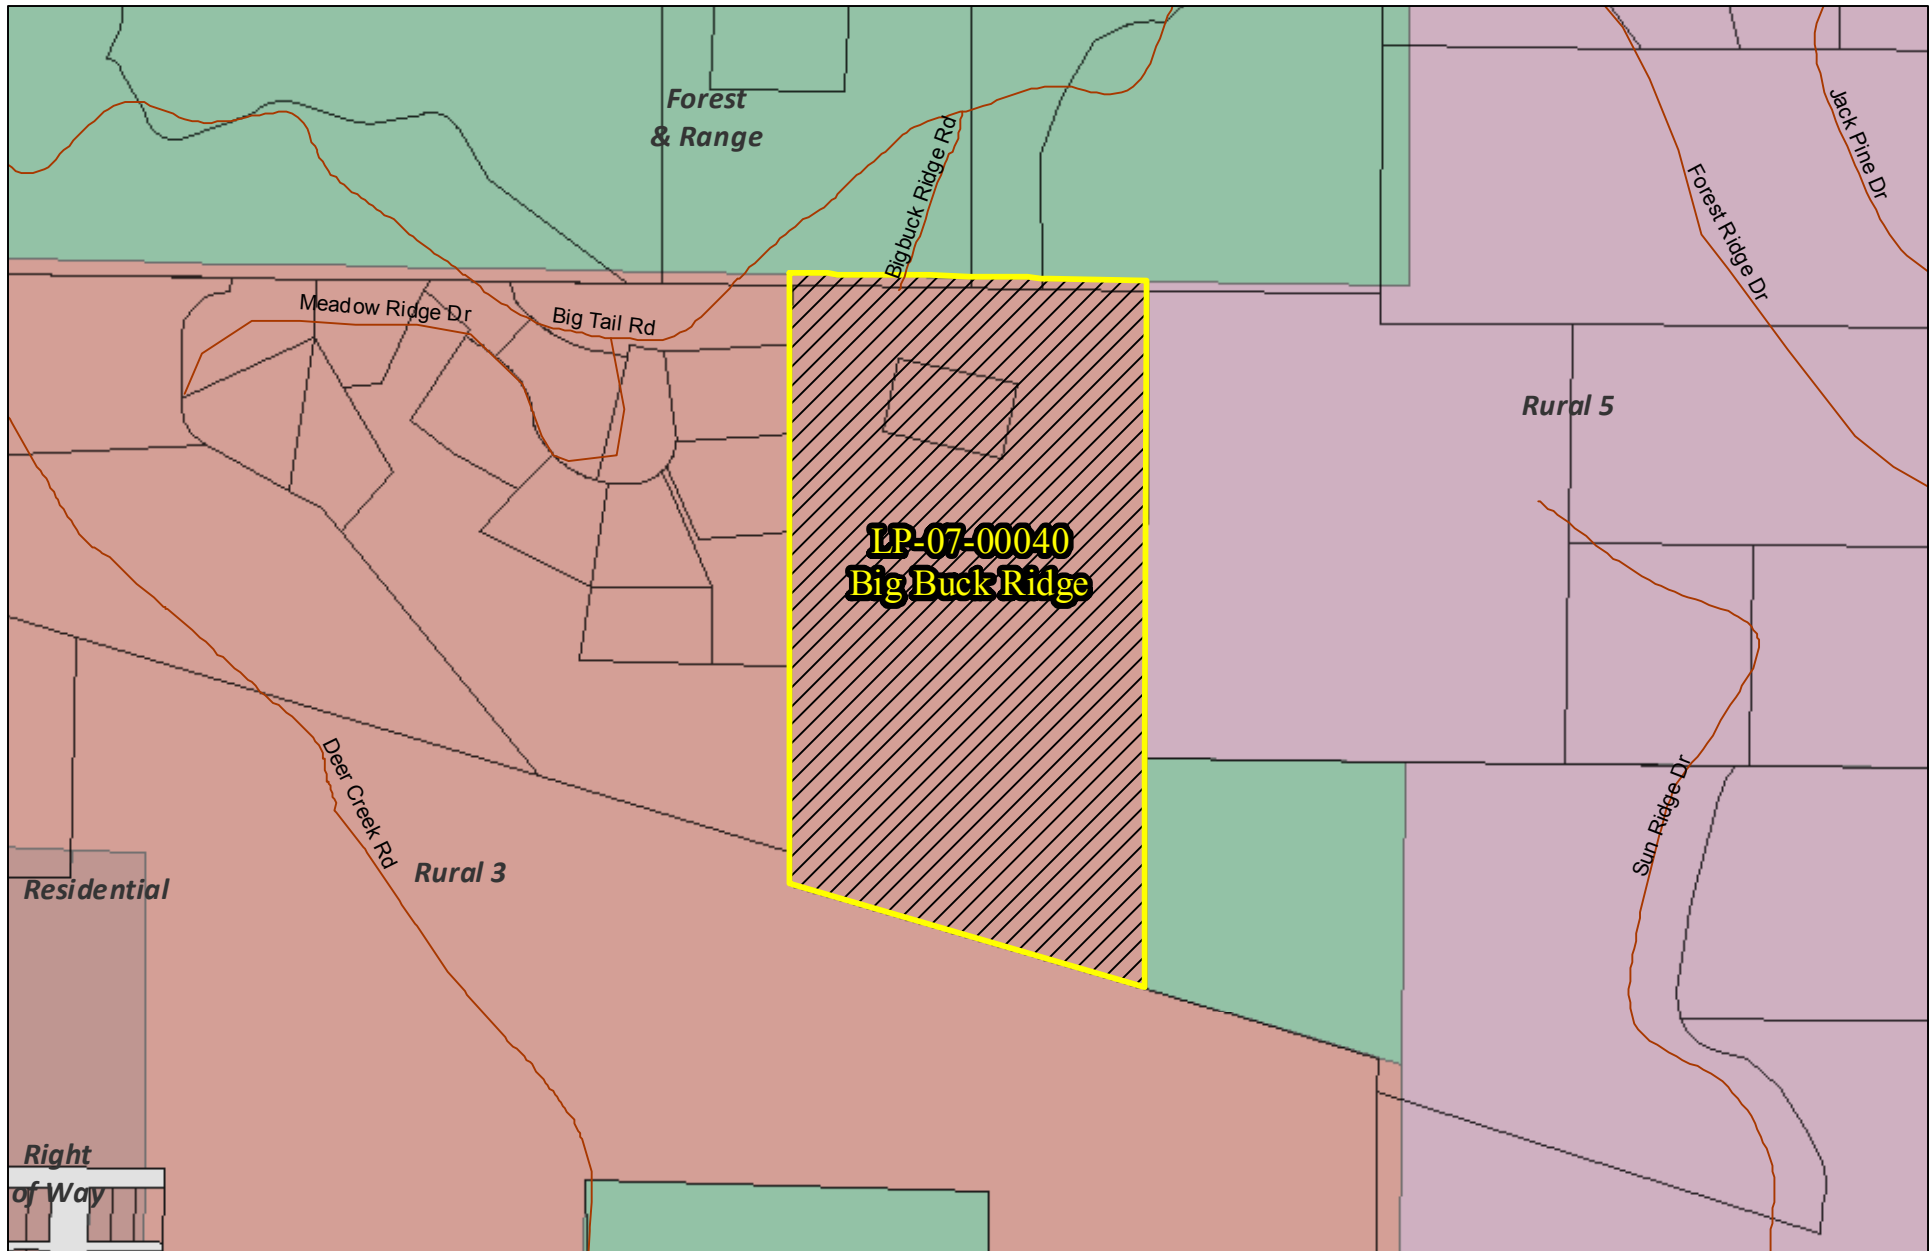 Forest
& Range
Bigbuck Ridge Rd
Jack Pine Dr
Forest Ridge Dr
Meadow Ridge Dr
Big Tail Rd
Rural 5
LP-07-00040
Big Buck Ridge
Deer Creek Rd
Sun Ridge Dr
Rural 3
Residential
Right
of Way